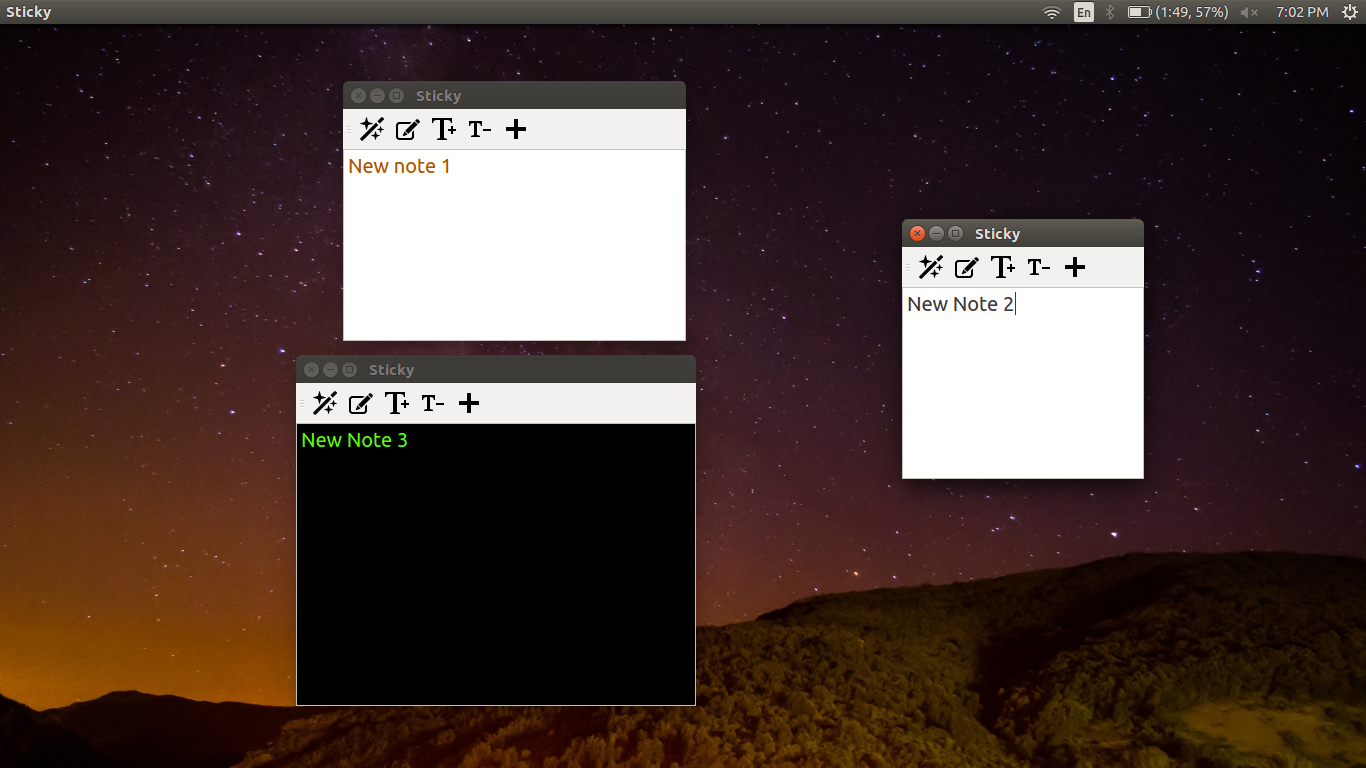 Sticky
En
(1:49, 57%)
7:02 PM
Sticky
T+ T-
New note 1
Sticky
T+ T-
New Note 2
Sticky
T+ T-
New Note 3